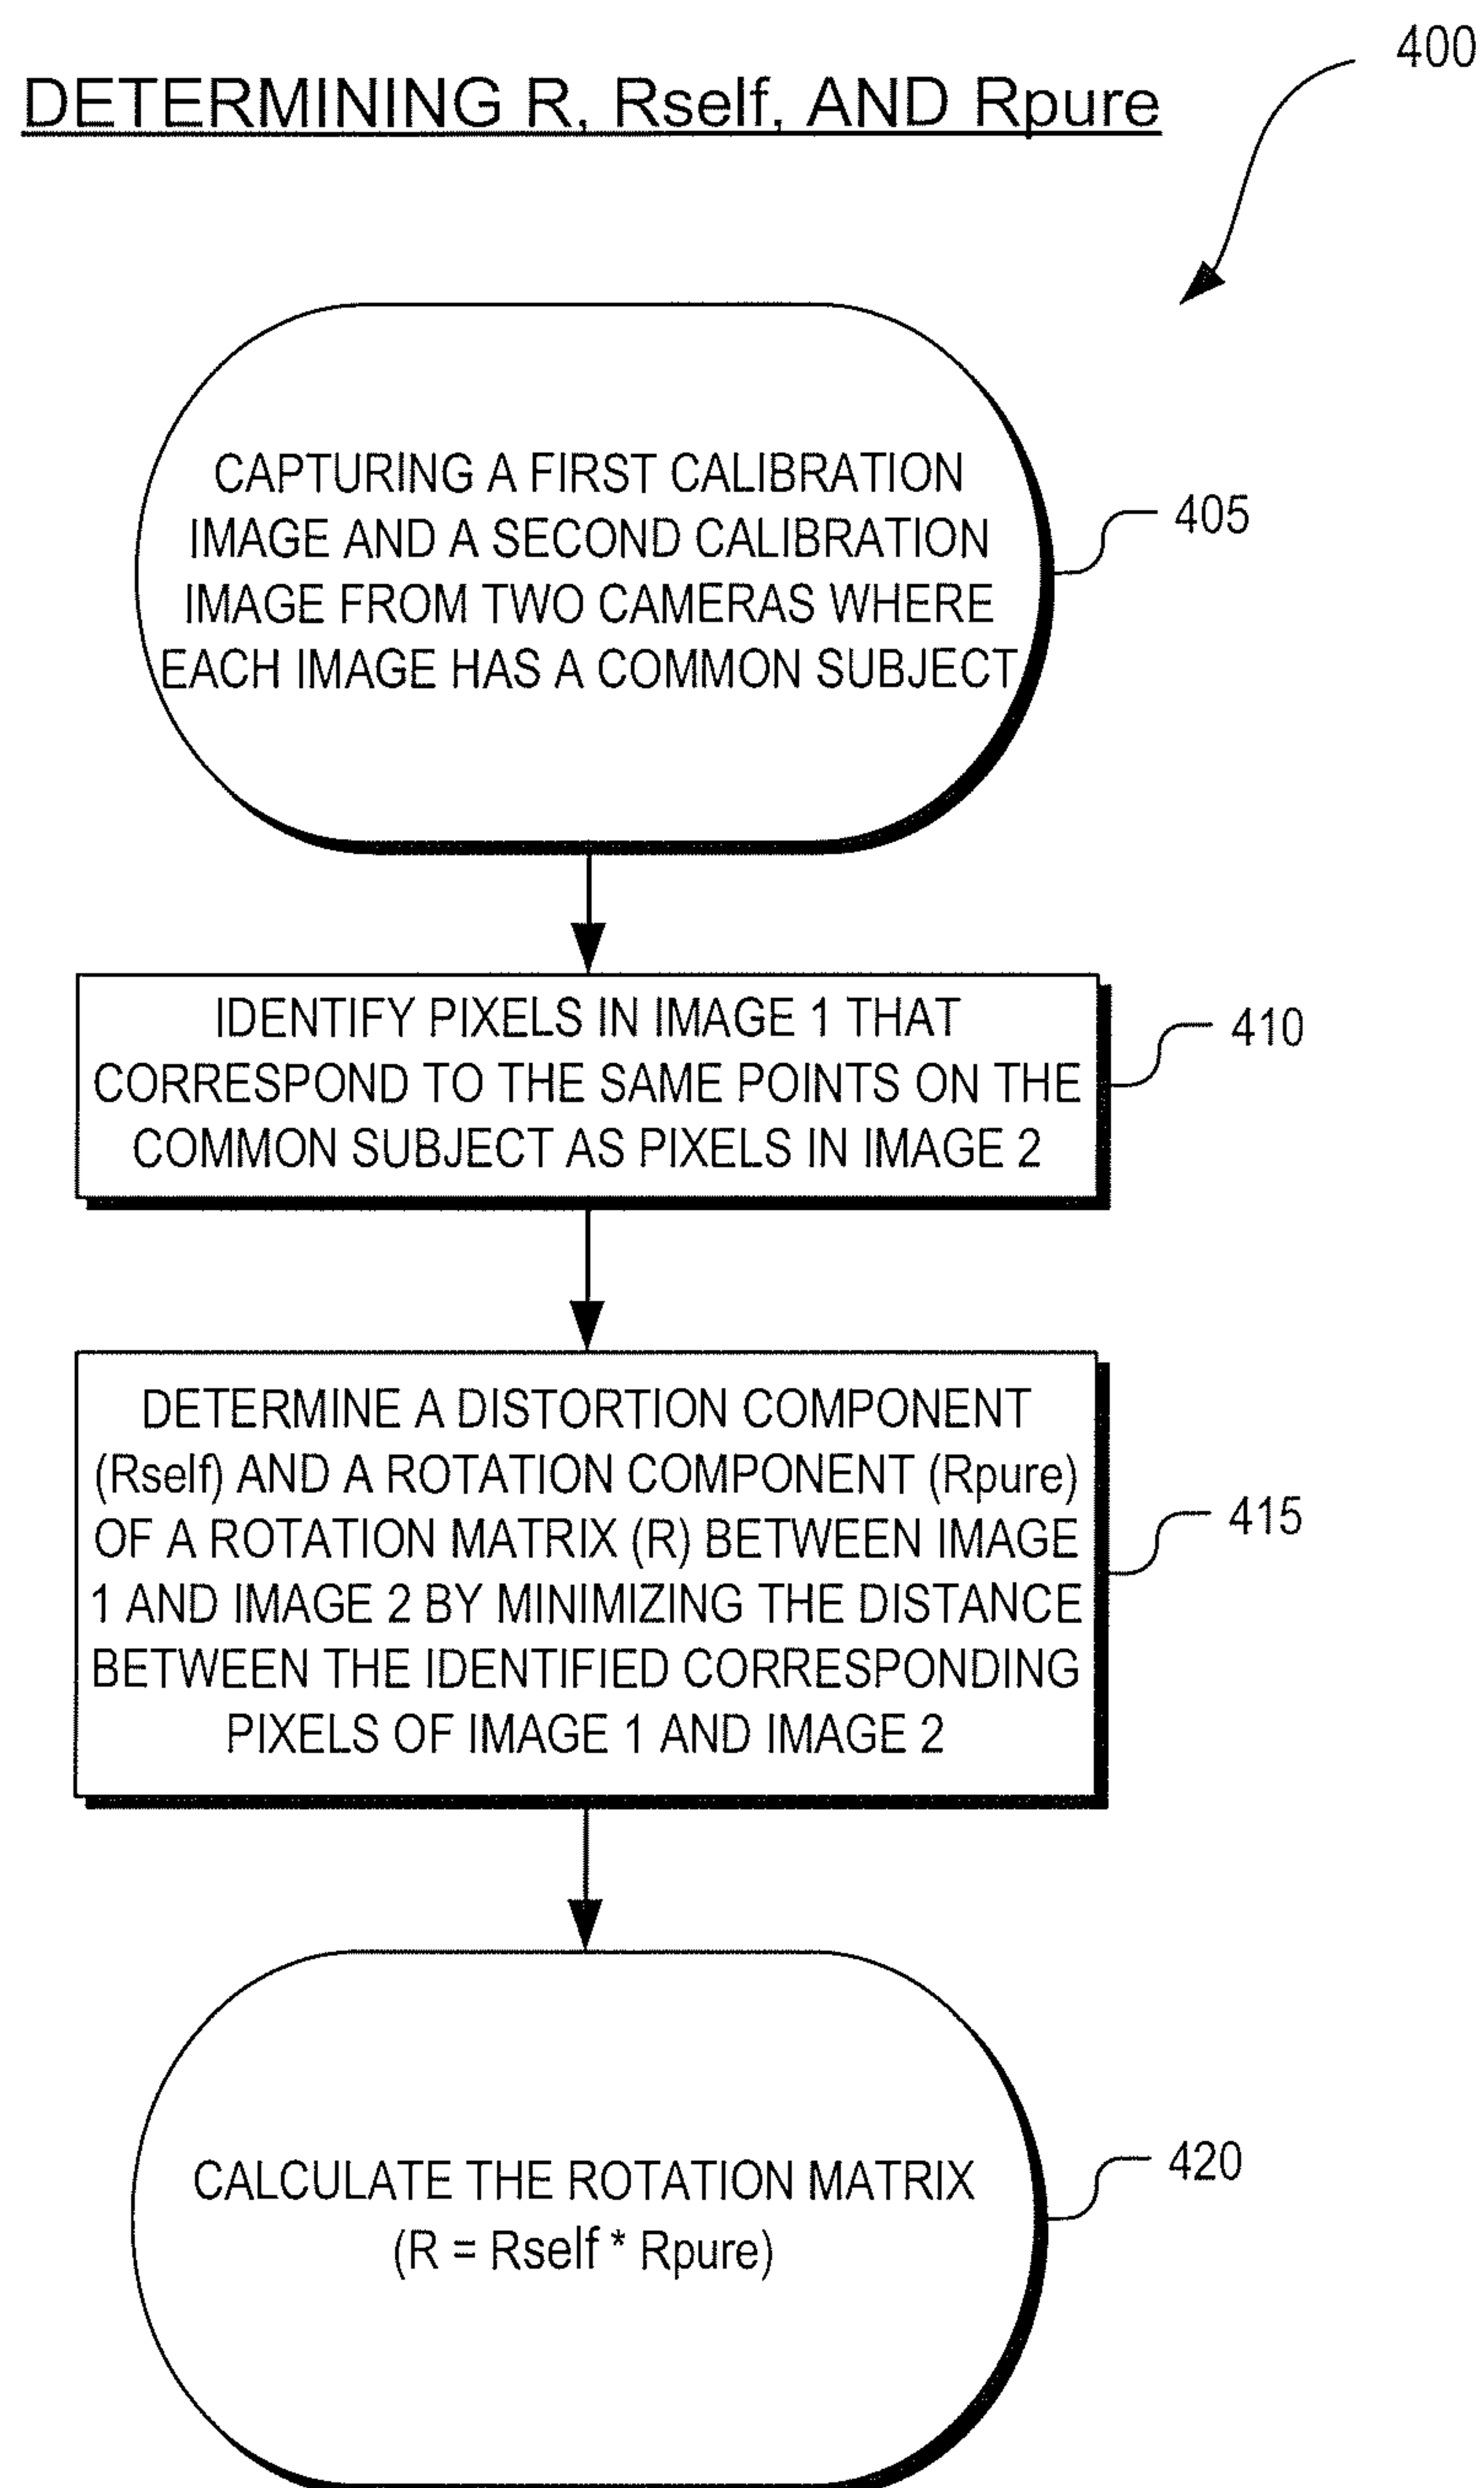 400
DETERMINING R, Rself, AND Rpure
CAPTURING A FIRST CALIBRATION
IMAGE AND A SECOND CALIBRATION
IMAGE FROM TWO CAMERAS WHERE
EACH IMAGE HAS A COMMON SUBJECT
405
IDENTIFY PIXELS IN IMAGE 1 THAT
CORRESPOND TO THE SAME POINTS ON THE
COMMON SUBJECT AS PIXELS IN IMAGE 2
410
DETERMINE A DISTORTION COMPONENT
(Rself) AND A ROTATION COMPONENT (Rpure)
OF A ROTATION MATRIX (R) BETWEEN IMAGE
1 AND IMAGE 2 BY MINIMIZING THE DISTANCE
BETWEEN THE IDENTIFIED CORRESPONDING
PIXELS OF IMAGE 1 AND IMAGE 2
415
CALCULATE THE ROTATION MATRIX
(R = Rself * Rpure)
420